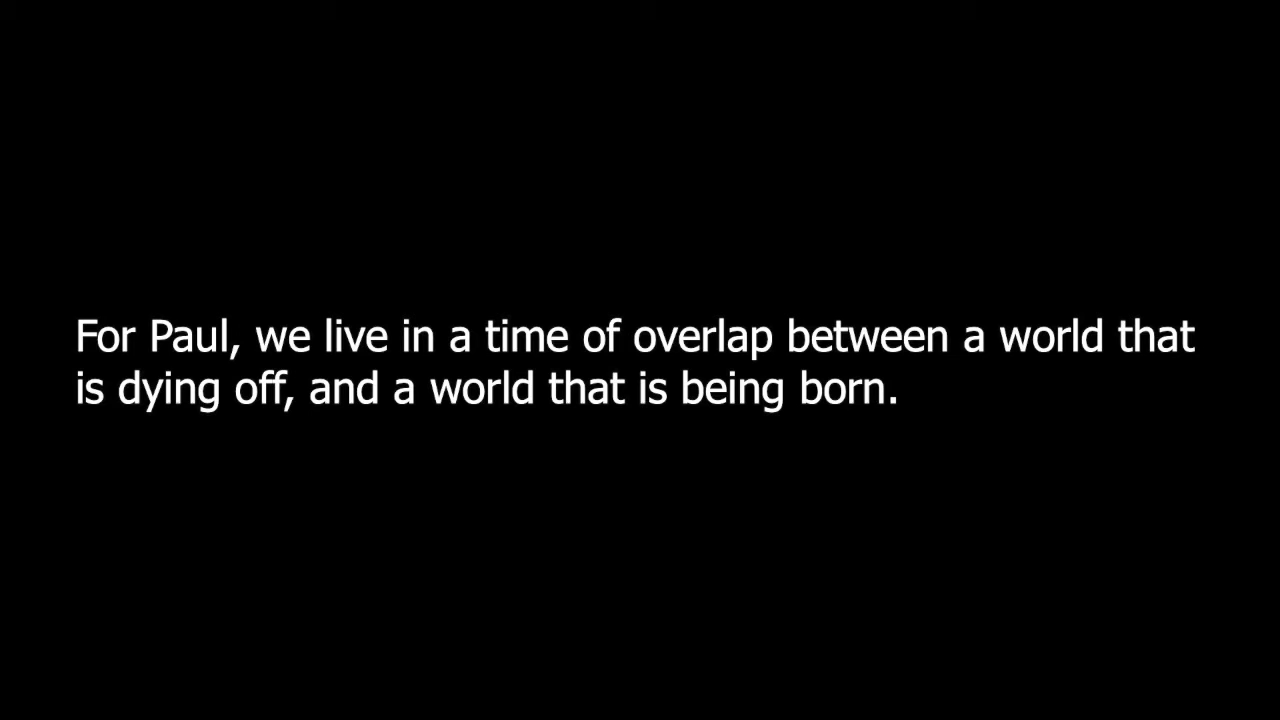 For Paul, we live in a time of overlap between a world that
is dying off, and a world that is being born.